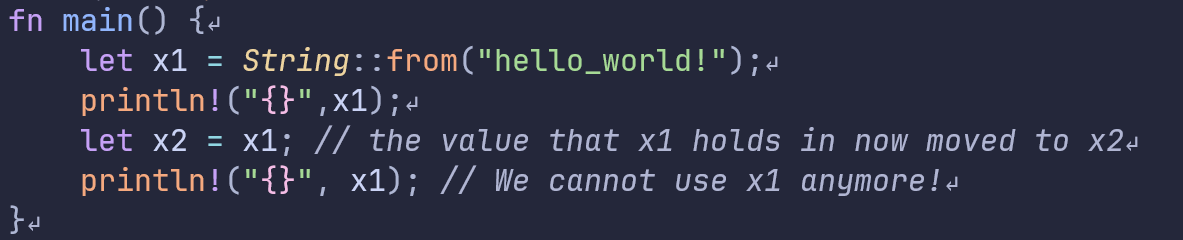 fn main() {↵
    let x1 = String::from("hello_world!");↵
    println!("{}",x1);↵
    let x2 = x1; // the value that x1 holds in now moved to x2↵
    println!("{}", x1); // We cannot use x1 anymore!↵
}↵